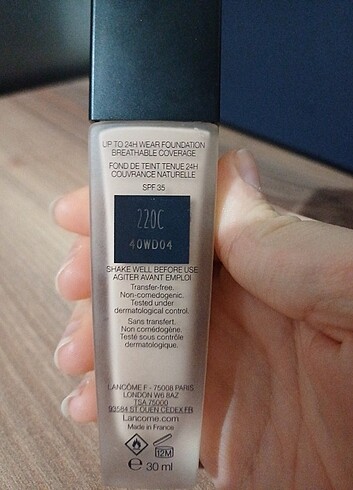 UP TO 24H WEAR FOUNDATION
BREATHABLE COVERAGE
FOND DE TEINT TENUE 24H
COUVRANCE NATURELLE
SPF 35
220C
40WD04
SHAKE WELL BEFORE USE
AGITER AVANT EMPLOI
Transfer-free.
Non-comedogenic.
Tested under
dermatological control.
Sans transfert.
Non comédogène.
Testé sous contrôle
dermatologique.
LANCÔME F - 75008 PARIS
LONDON W6 8AZ
TSA 75000
93584 ST OUEN CEDEX FR
Lancome.com
Made in France
12M
e 30 ml